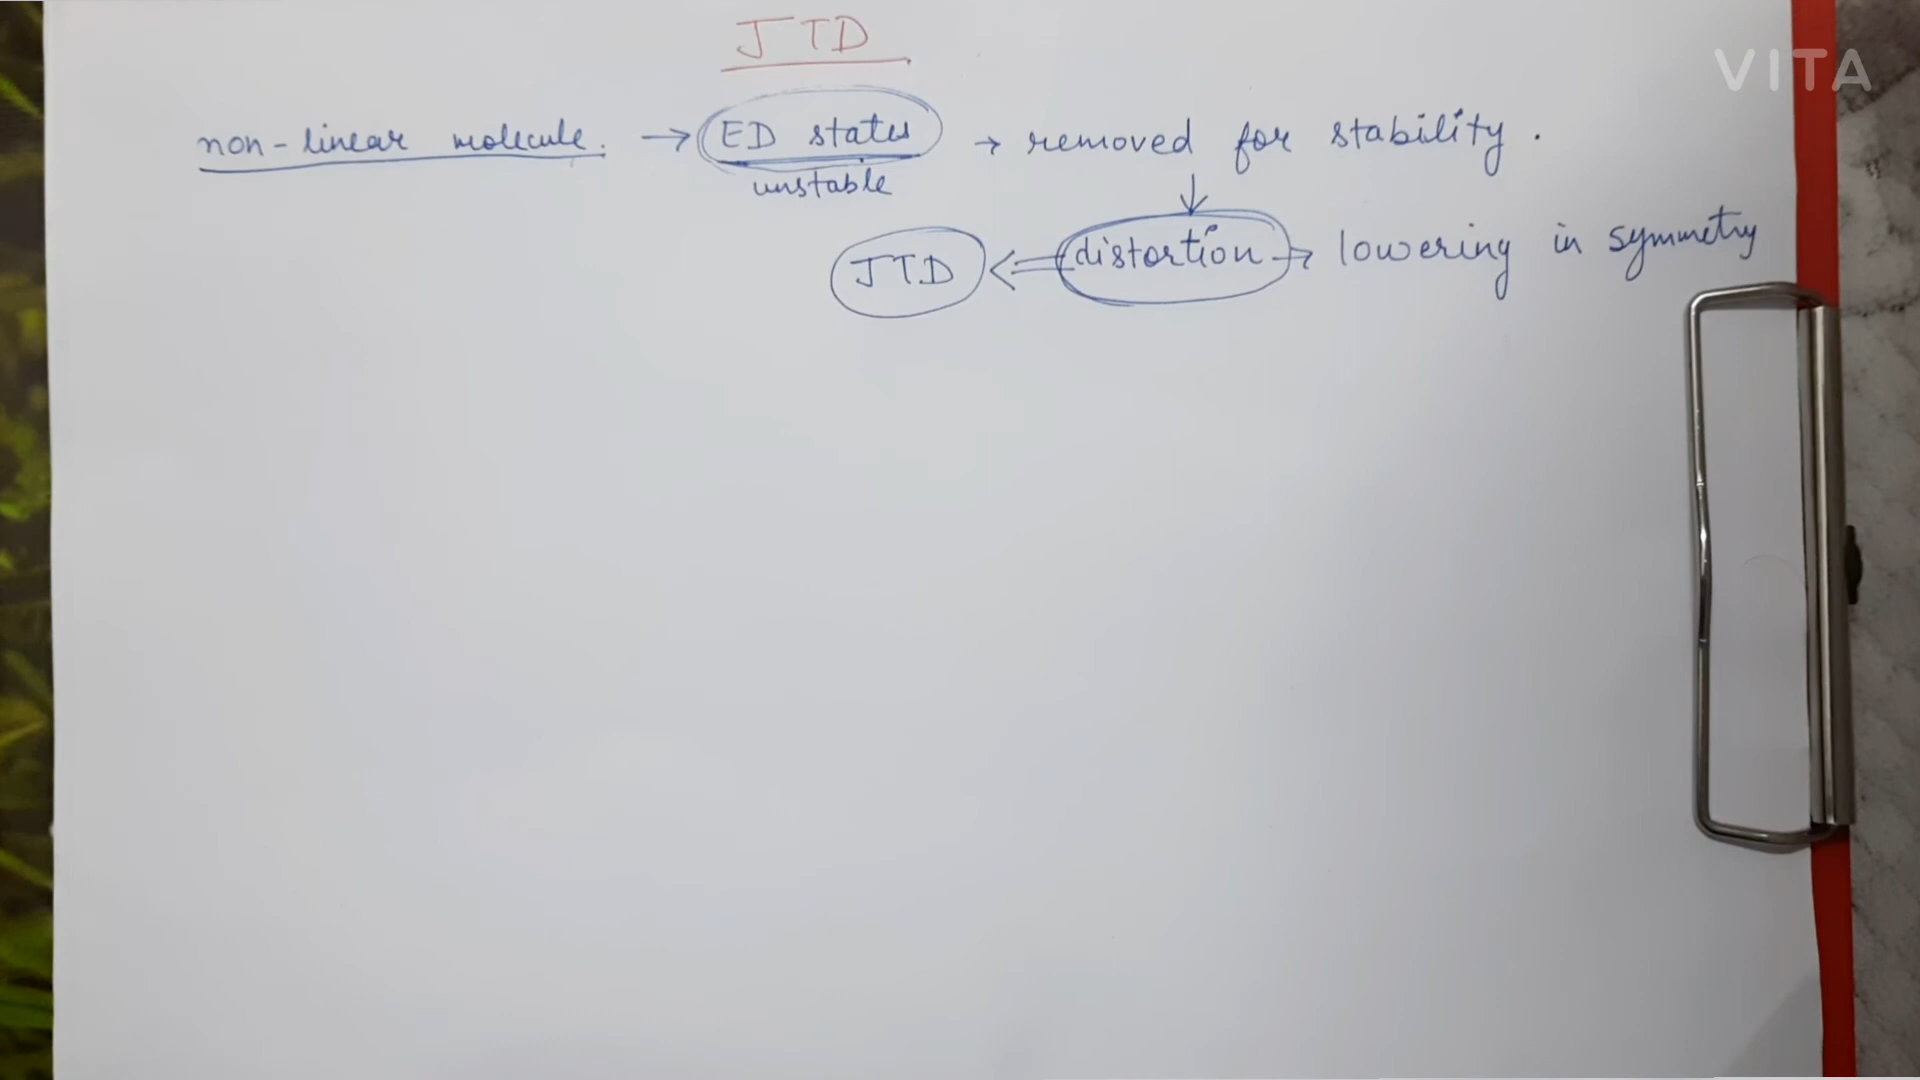 JTD
VITA
non-linear molecule. → ED states → removed for stability.
unstable ↓
JTD ⇐ distortion → lowering in symmetry